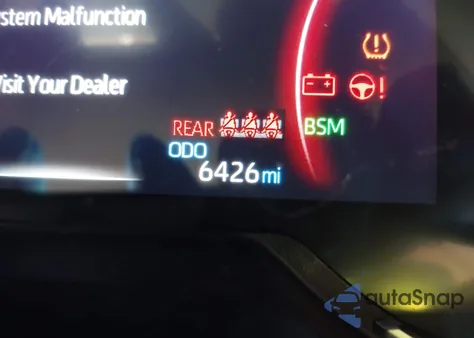 stem Malfunction
isit Your Dealer
REAR
BSM
ODO
6426 mi
autaSnap